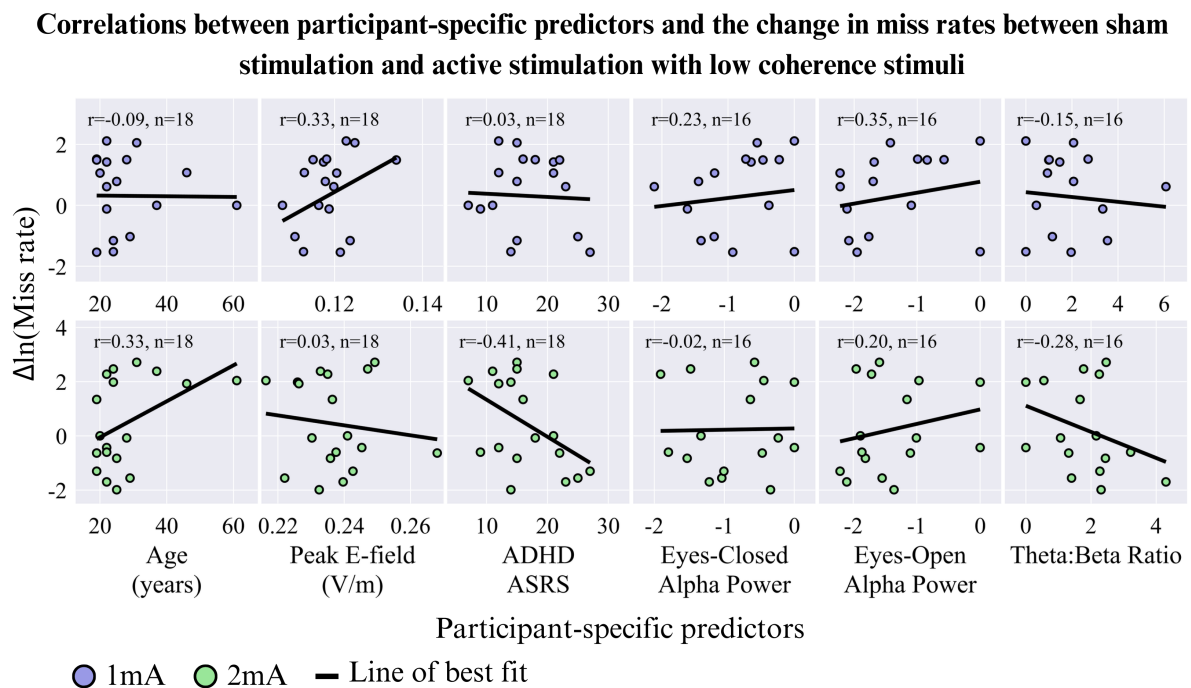 Correlations between participant-specific predictors and the change in miss rates between sham
stimulation and active stimulation with low coherence stimuli
r=-0.09, n=18
r=0.33, n=18
r=0.03, n=18
r=0.23, n=16
r=0.35, n=16
r=-0.15, n=16
2
0
-2
20 40 60
0.12 0.14
10 20 30
-2 -1 0
-2 -1 0
0 2 4 6
Δln(Miss rate)
r=0.33, n=18
r=0.03, n=18
r=-0.41, n=18
r=-0.02, n=16
r=0.20, n=16
r=-0.28, n=16
4
2
0
-2
20 40 60
0.22 0.24 0.26
10 20 30
-2 -1 0
-2 -1 0
0 2 4
Age
(years)
Peak E-field
(V/m)
ADHD
ASRS
Eyes-Closed
Alpha Power
Eyes-Open
Alpha Power
Theta:Beta Ratio
Participant-specific predictors
1mA 2mA Line of best fit